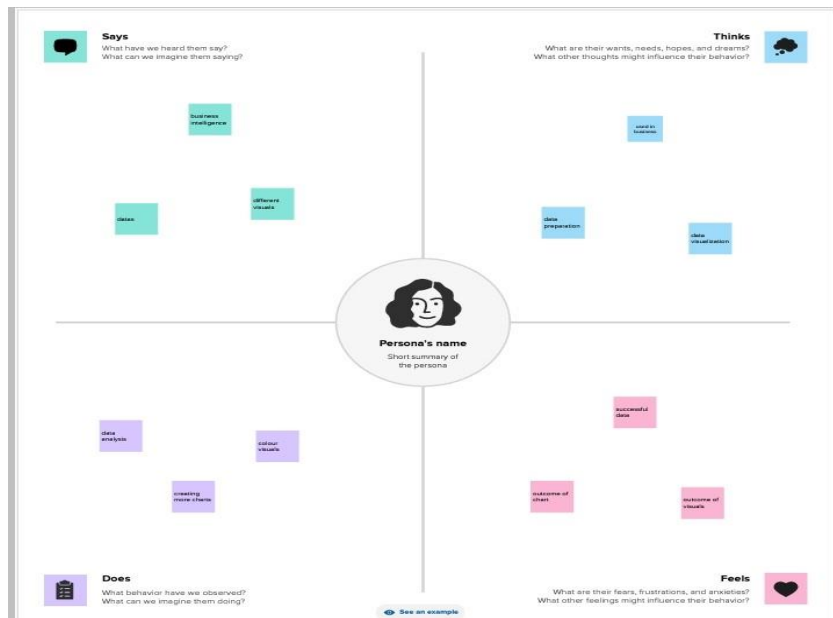 Says
What have we heard them say?
What can we imagine them saying?
Thinks
What are their wants, needs, hopes, and dreams?
What other thoughts might influence their behavior?
business
intelligence
different
visuals
datas
used in
business
data
preparation
data
visualization
Persona's name
Short summary of
the persona
data
analysis
colour
visuals
creating
more charts
successful
data
outcome of
chart
outcome of
visuals
Does
What behavior have we observed?
What can we imagine them doing?
Feels
What are their fears, frustrations, and anxieties?
What other feelings might influence their behavior?
See an example